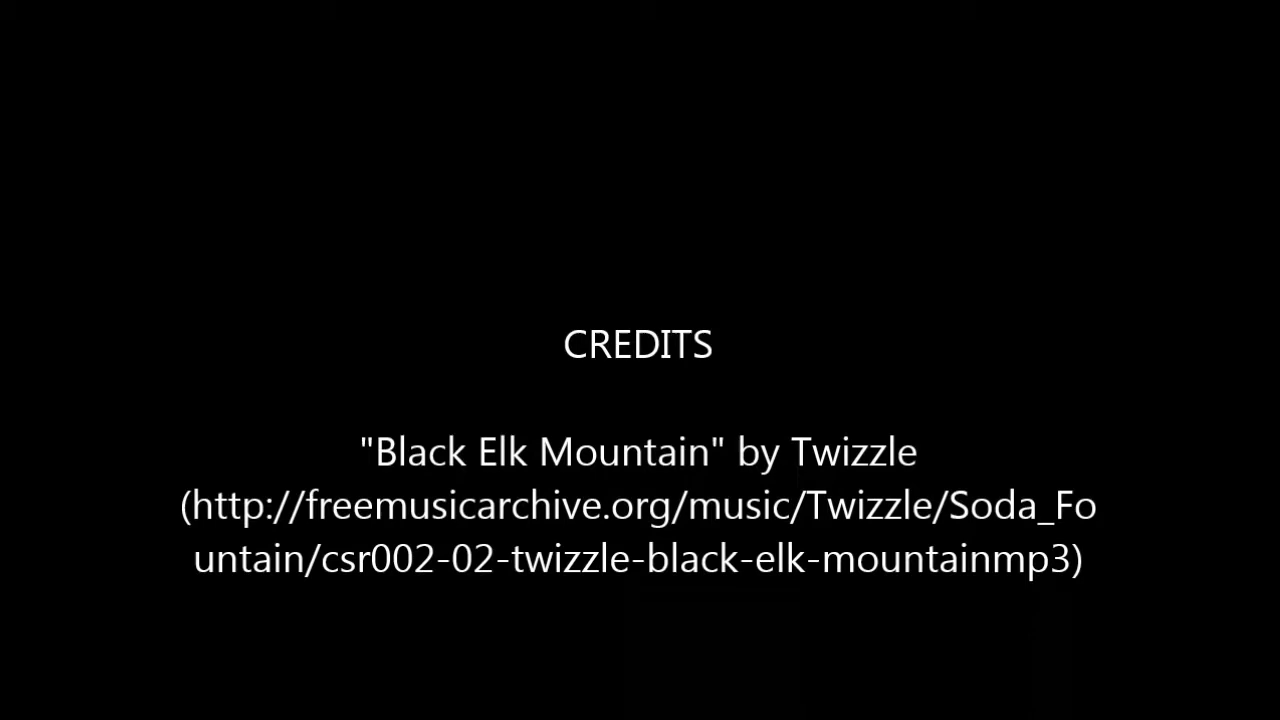 CREDITS
"Black Elk Mountain" by Twizzle
(http://freemusicarchive.org/music/Twizzle/Soda_Fo
untain/csr002-02-twizzle-black-elk-mountainmp3)